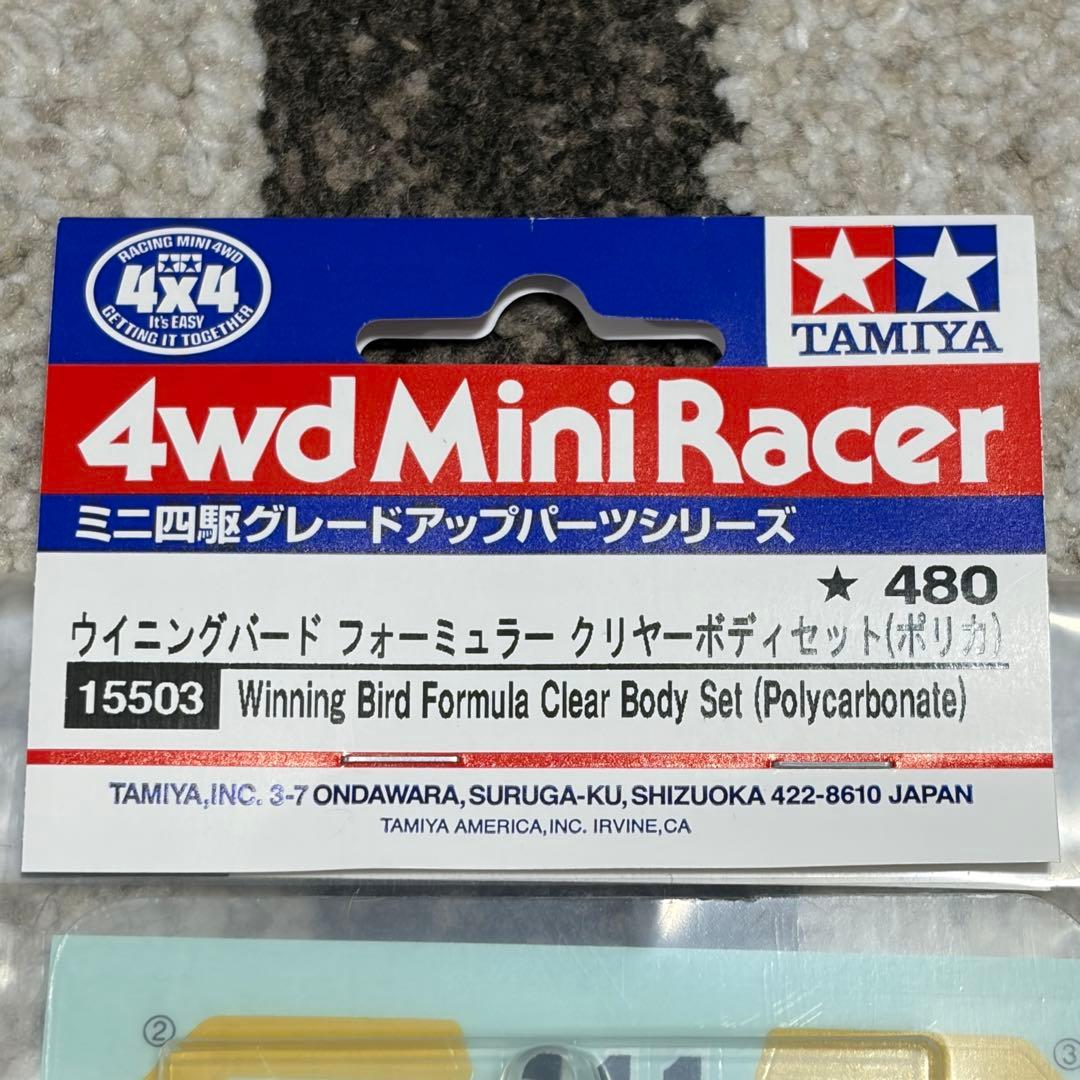 RACING MINI 4WD
4x4
It's EASY
GETTING IT TOGETHER
TAMIYA
4wd Mini Racer
ミニ四駆グレードアップパーツシリーズ
★ 480
ウイニングバード フォーミュラー クリヤーボディセット(ポリカ)
15503 Winning Bird Formula Clear Body Set (Polycarbonate)
TAMIYA,INC. 3-7 ONDAWARA, SURUGA-KU, SHIZUOKA 422-8610 JAPAN
TAMIYA AMERICA, INC. IRVINE, CA
②
③